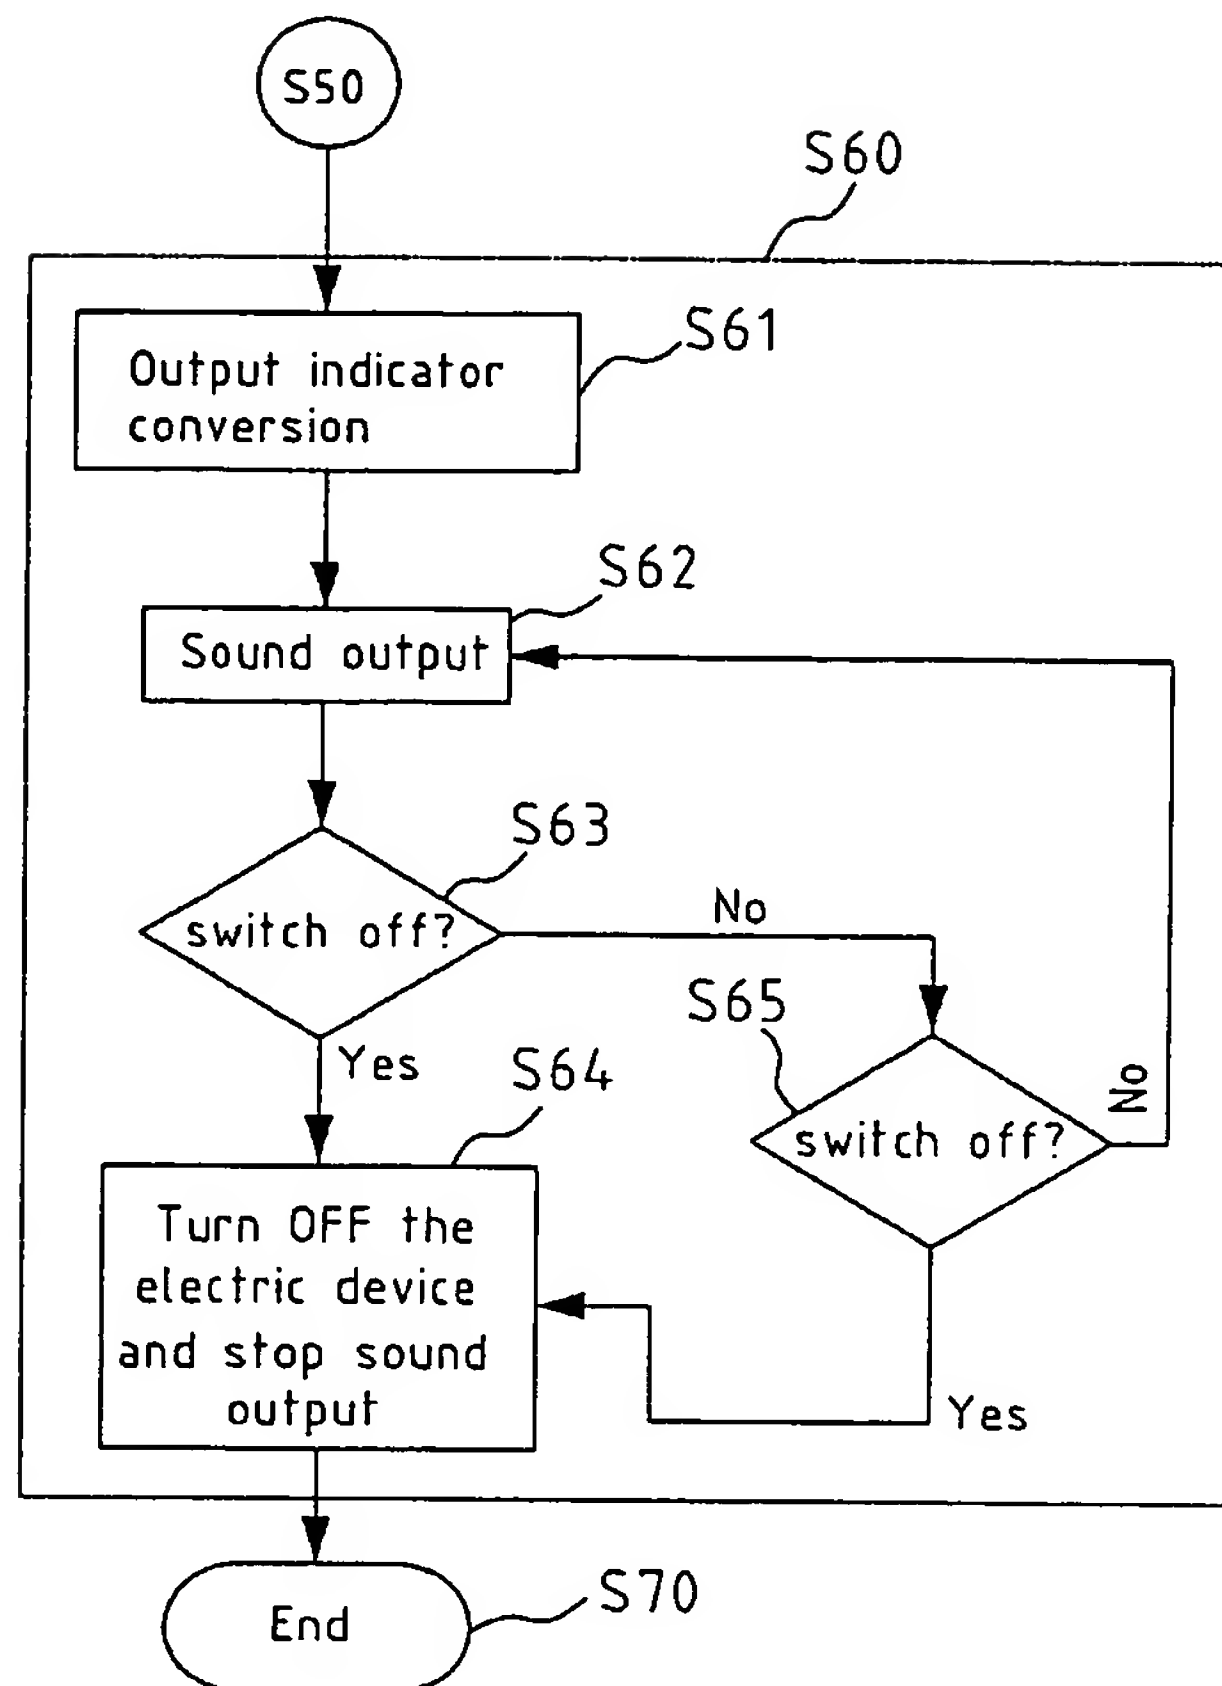 S50
S60
S61
Output indicator
conversion
S62
Sound output
S63
switch off?
No
S65
Yes
S64
switch off?
No
Turn OFF the
electric device
and stop sound
output
Yes
End
S70